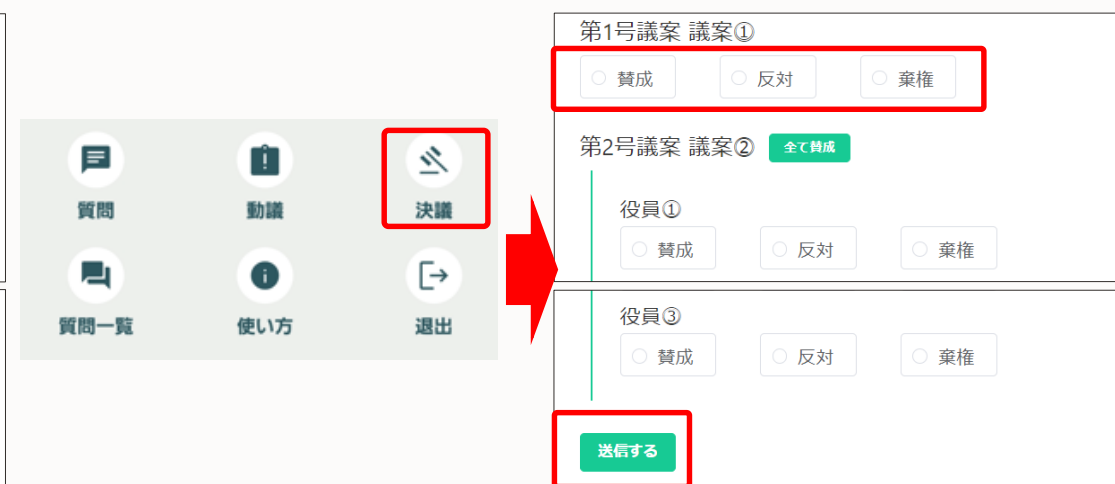 質問
動議
決議
質問一覧
使い方
退出
第1号議案 議案①
賛成
反対
棄権
第2号議案 議案② 全て賛成
役員①
賛成
反対
棄権
役員③
賛成
反対
棄権
送信する